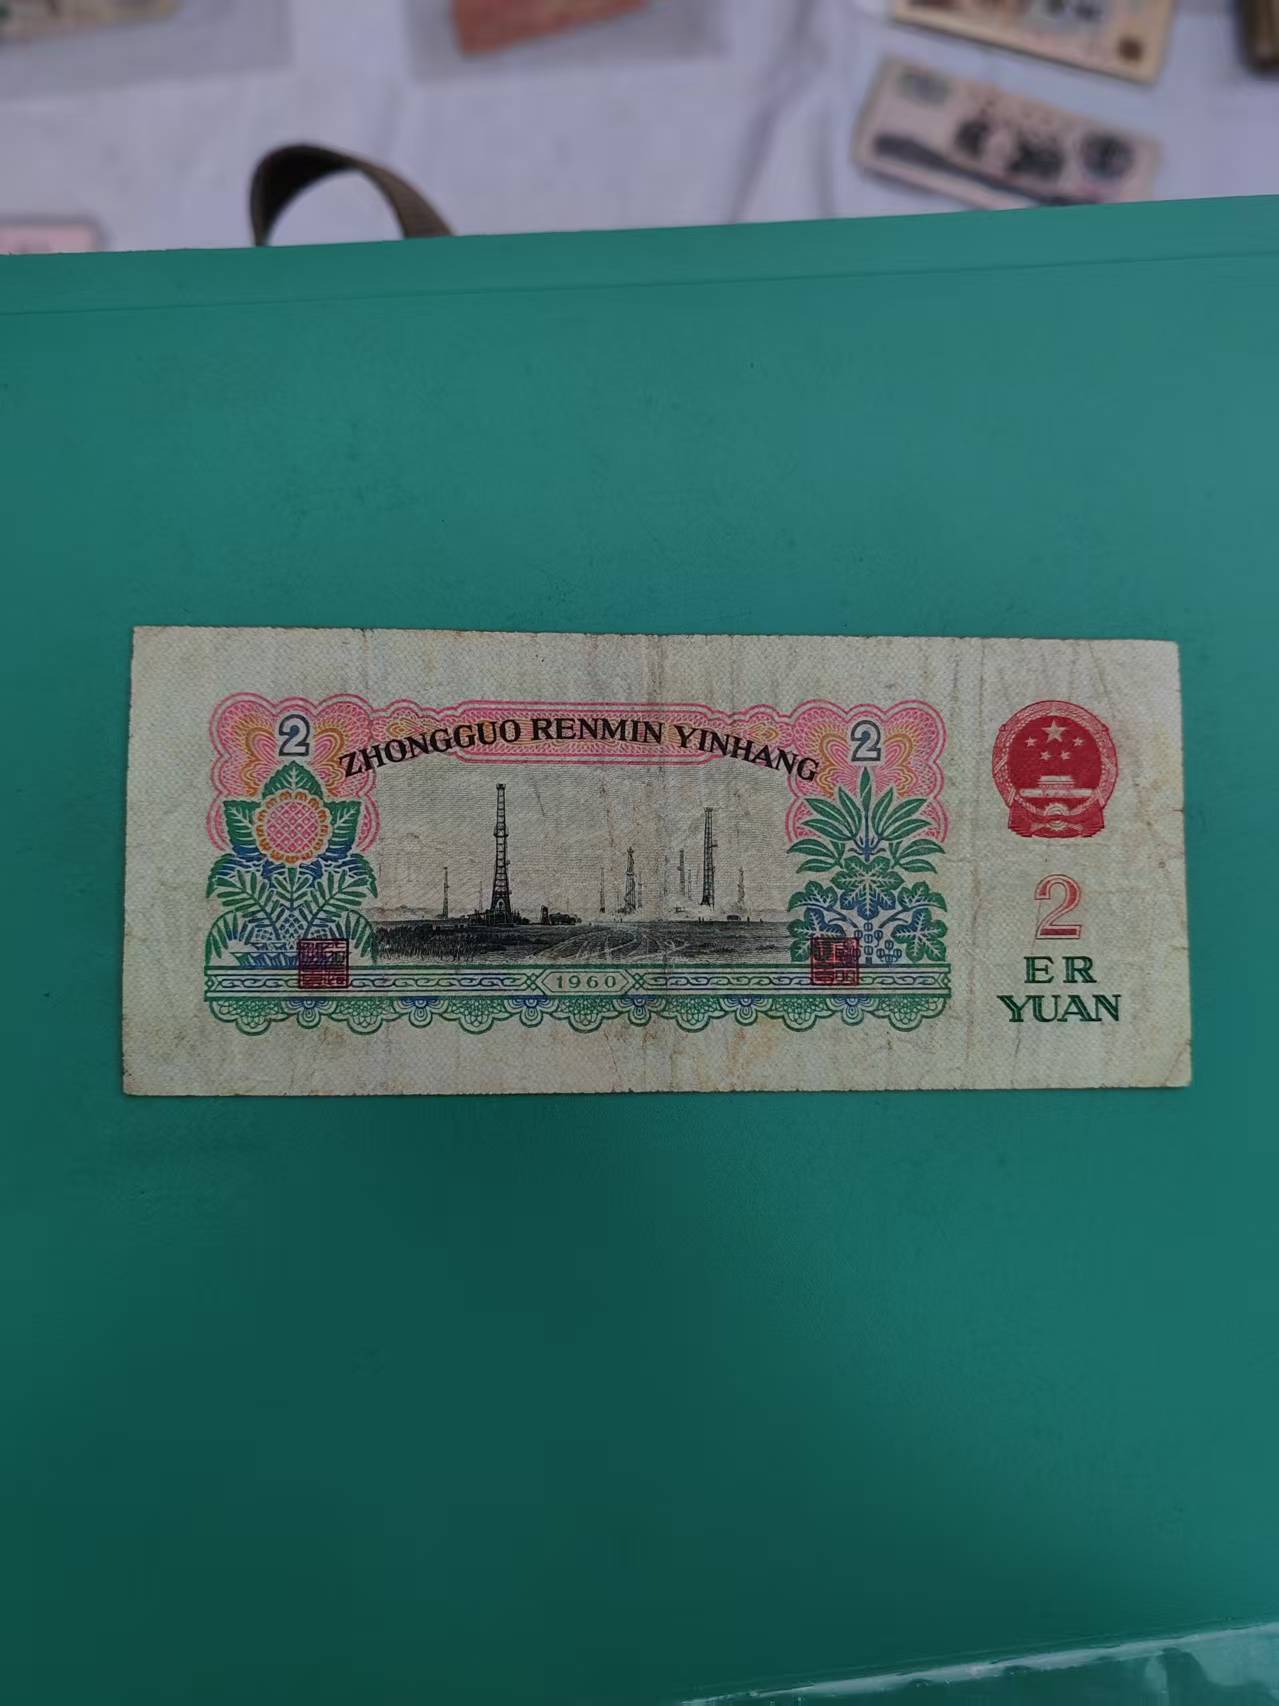 2
ZHONGGUO RENMIN YINHANG
2
1960
2
ER
YUAN